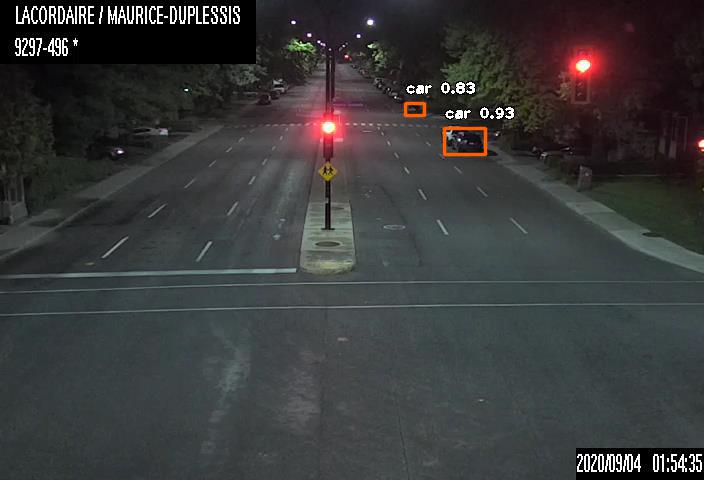 LACORDAIRE / MAURICE-DUPLESSIS
9297-496 *
car 0.83
car 0.93
2020/09/04 01:54:35